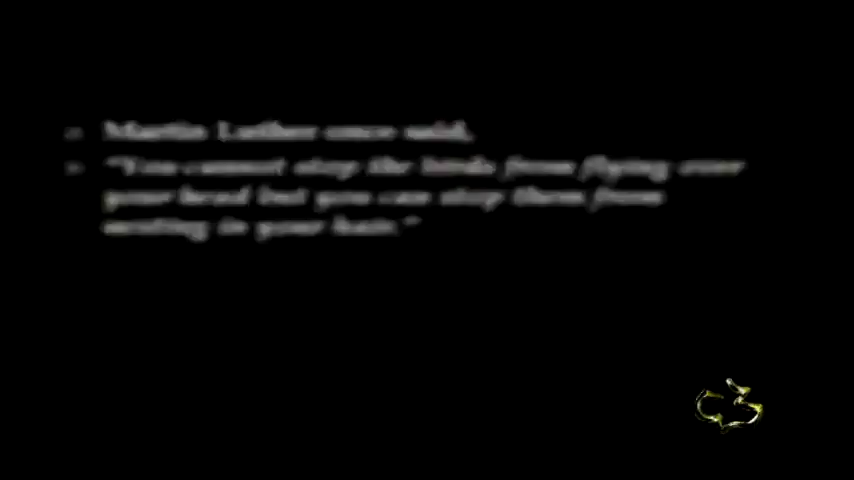 Martin Luther once said,
"You cannot stop the birds from flying over
your head but you can stop them from
nesting in your hair."